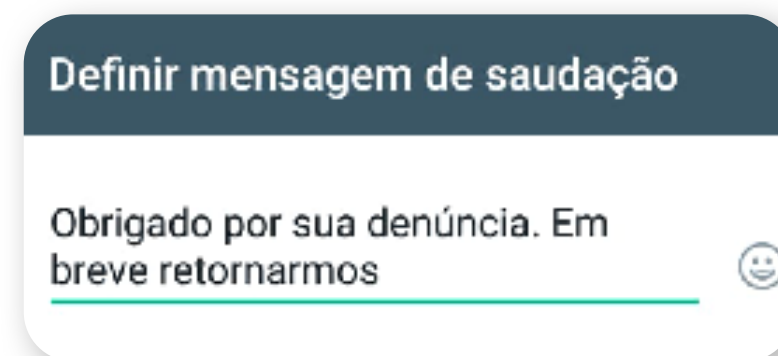 Definir mensagem de saudação
Obrigado por sua denúncia. Em
breve retornarmos